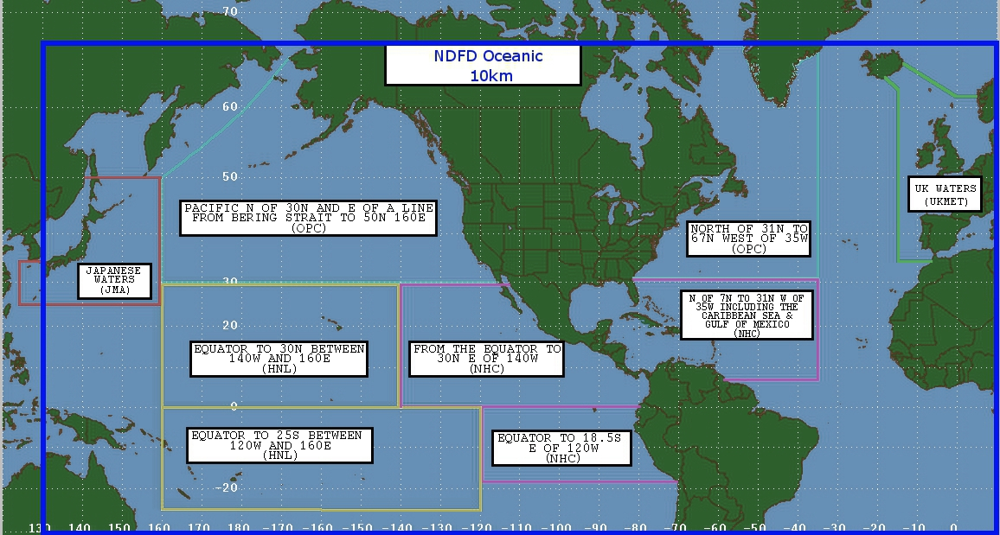 70
NDFD Oceanic
10km
60
50
PACIFIC N OF 30N AND E OF A LINE
FROM BERING STRAIT TO 50N 160E
(OPC)
UK WATERS
(UKMET)
NORTH OF 31N TO
67N WEST OF 35W
(OPC)
JAPANESE
WATERS
(JMA)
30
N OF 7N TO 31N W OF
35W INCLUDING THE
CARIBBEAN SEA &
GULF OF MEXICO
(NHC)
20
EQUATOR TO 30N BETWEEN
140W AND 160E
(HNL)
FROM THE EQUATOR TO
30N E OF 140W
(NHC)
0
EQUATOR TO 25S BETWEEN
120W AND 160E
(HNL)
EQUATOR TO 18.5S
E OF 120W
(NHC)
-20
130 140 150 160 170 180 -170 -160 -150 -140 -130 -120 -110 -100 -90 -80 -70 -60 -50 -40 -30 -20 -10 0